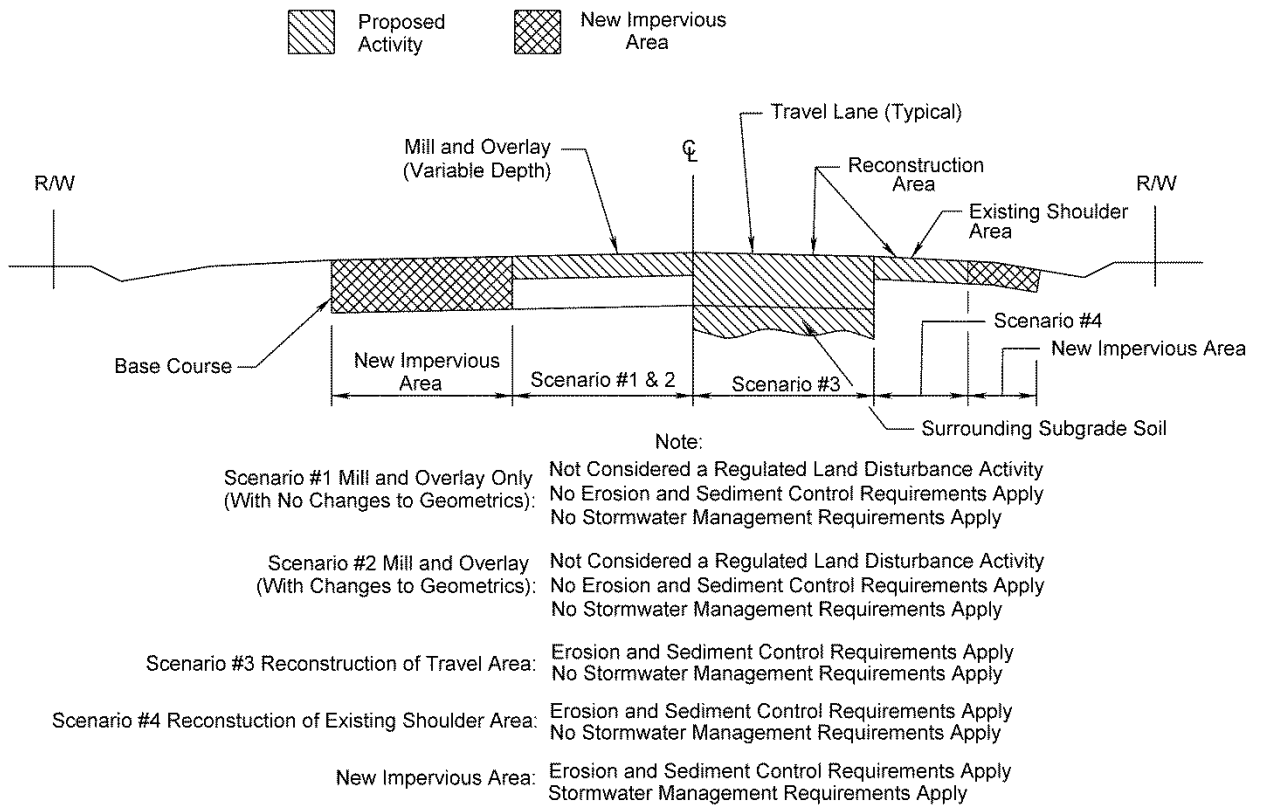 Proposed
Activity
New Impervious
Area
Travel Lane (Typical)
Mill and Overlay
(Variable Depth)
℄
Reconstruction
Area
R/W
R/W
Existing Shoulder
Area
Scenario #4
New Impervious Area
Base Course
New Impervious
Area
Scenario #1 & 2
Scenario #3
Surrounding Subgrade Soil
Note:
Scenario #1 Mill and Overlay Only
(With No Changes to Geometrics):
Not Considered a Regulated Land Disturbance Activity
No Erosion and Sediment Control Requirements Apply
No Stormwater Management Requirements Apply
Scenario #2 Mill and Overlay
(With Changes to Geometrics):
Not Considered a Regulated Land Disturbance Activity
No Erosion and Sediment Control Requirements Apply
No Stormwater Management Requirements Apply
Scenario #3 Reconstruction of Travel Area:
Erosion and Sediment Control Requirements Apply
No Stormwater Management Requirements Apply
Scenario #4 Reconstuction of Existing Shoulder Area:
Erosion and Sediment Control Requirements Apply
No Stormwater Management Requirements Apply
New Impervious Area:
Erosion and Sediment Control Requirements Apply
Stormwater Management Requirements Apply